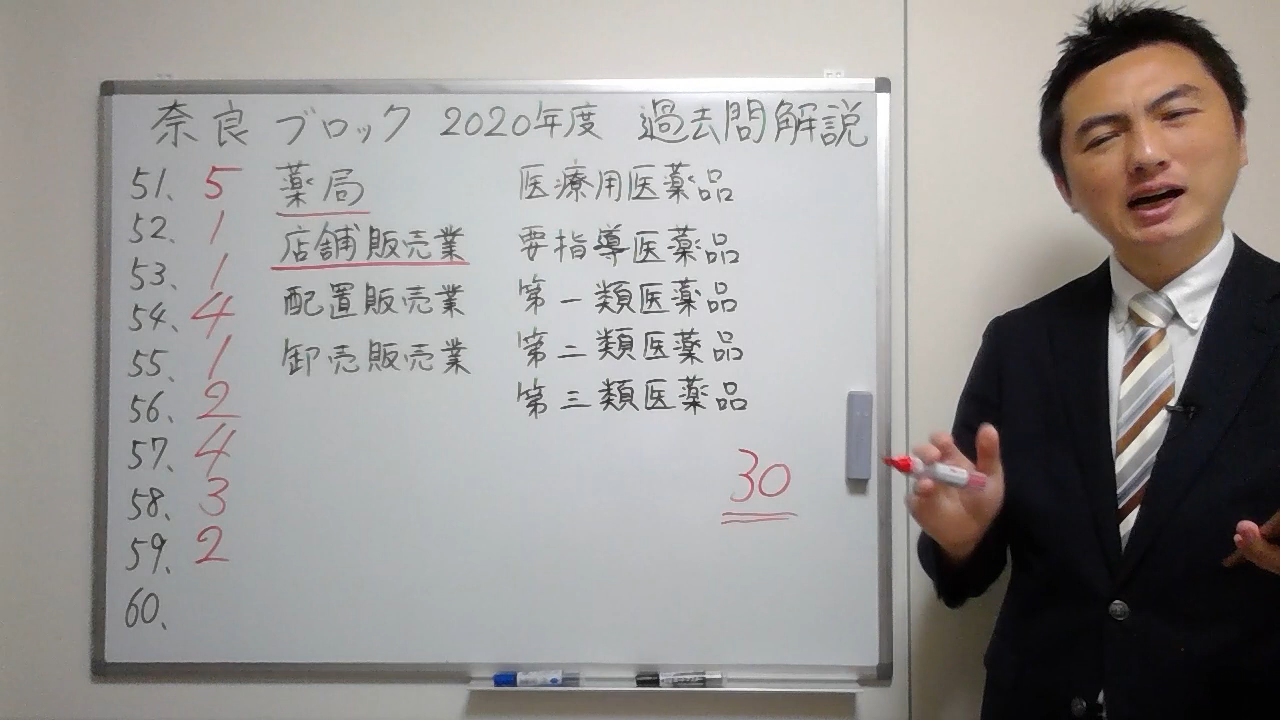 奈良ブロック 2020年度 過去問解説
51. 5 薬局 医療用医薬品
52. 1 店舗販売業 要指導医薬品
53. 1 配置販売業 第一類医薬品
54. 4 卸売販売業 第二類医薬品
55. 1 第三類医薬品
56. 2
57. 4 30
58. 3
59. 2
60.